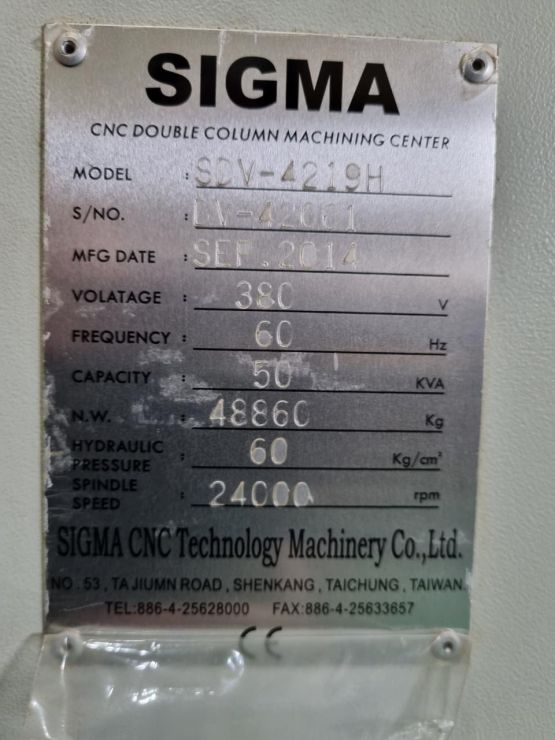 SIGMA
CNC DOUBLE COLUMN MACHINING CENTER
MODEL : SDV-4219H
S/NO. :
MFG DATE : SEP.2014
VOLATAGE : 380 V
FREQUENCY : 60 Hz
CAPACITY : 50 KVA
N.W. : 48860 Kg
HYDRAULIC PRESSURE : 60 Kg/cm²
SPINDLE SPEED : 24000 rpm
SIGMA CNC Technology Machinery Co.,Ltd.
NO.53, TA JIUMN ROAD, SHENKANG, TAICHUNG, TAIWAN.
TEL:886-4-25628000 FAX:886-4-25633657
CE